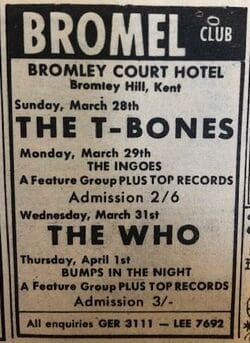 BROMEL CLUB
BROMLEY COURT HOTEL
Bromley Hill, Kent
Sunday, March 28th
THE T-BONES
Monday, March 29th
THE INGOES
A Feature Group PLUS TOP RECORDS
Admission 2/6
Wednesday, March 31st
THE WHO
Thursday, April 1st
BUMPS IN THE NIGHT
A Feature Group PLUS TOP RECORDS
Admission 3/-
All enquiries GER 3111 — LEE 7692